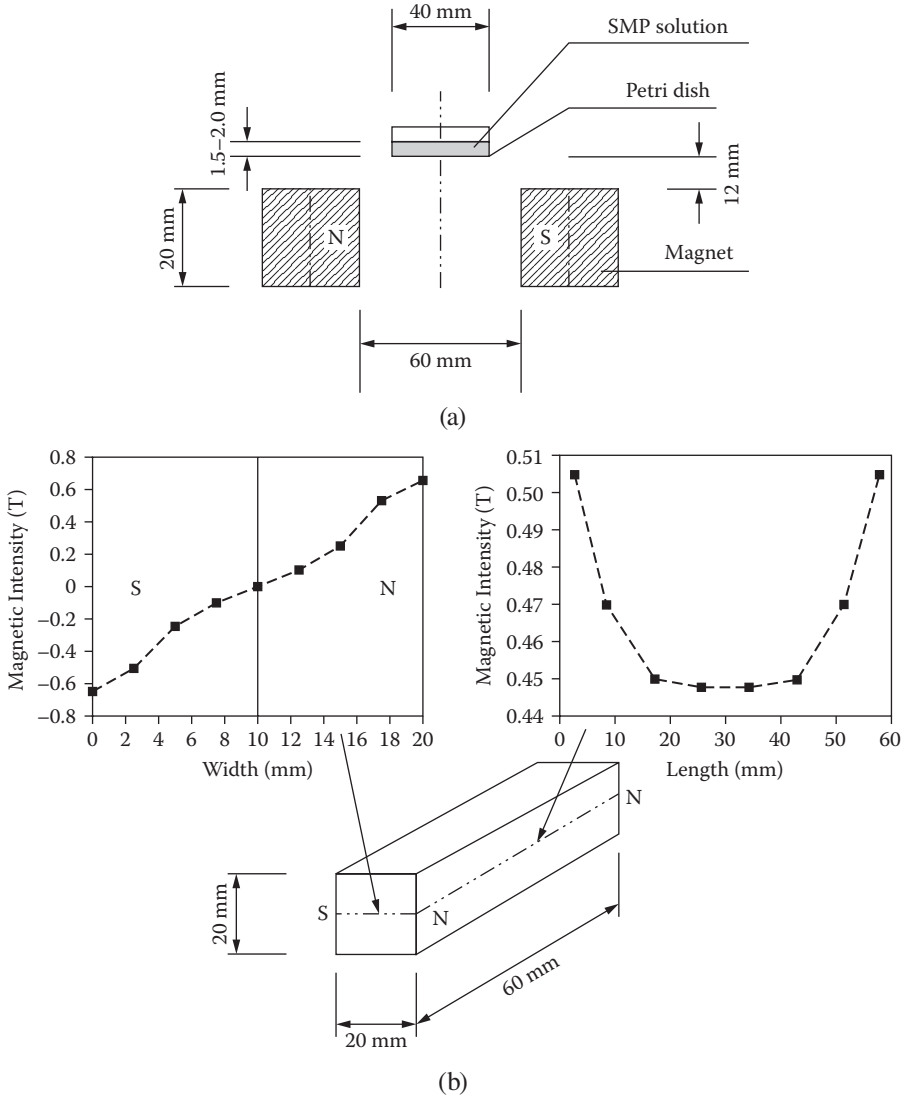 40 mm
SMP solution
Petri dish
1.5–2.0 mm
12 mm
20 mm
N
S
Magnet
60 mm
(a)
Magnetic Intensity (T)
0.8
0.6
0.4
0.2
0
−0.2
−0.4
−0.6
−0.8
S
N
0 2 4 6 8 10 12 14 16 18 20
Width (mm)
Magnetic Intensity (T)
0.51
0.50
0.48
0.47
0.45
0.44
0 10 20 30 40 50 60
Length (mm)
N
S
N
20 mm
60 mm
20 mm
(b)